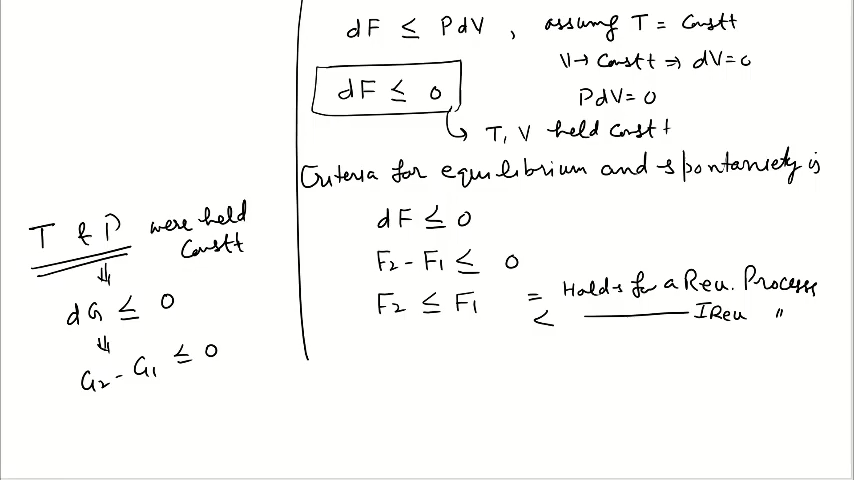 dF ≤ PdV , assumg T = Constt
V→ Constt ⇒ dV=0
dF ≤ 0
PdV=0
↳ T, V held constt
Criteria for equilibrium and spontaniety is
dF ≤ 0
F2 - F1 ≤ 0
F2 ≤ F1 = Holds for a Rev. Process
< ———— IRev "
T & P were held
Constt
⇓
dG ≤ 0
⇓
G2 - G1 ≤ 0